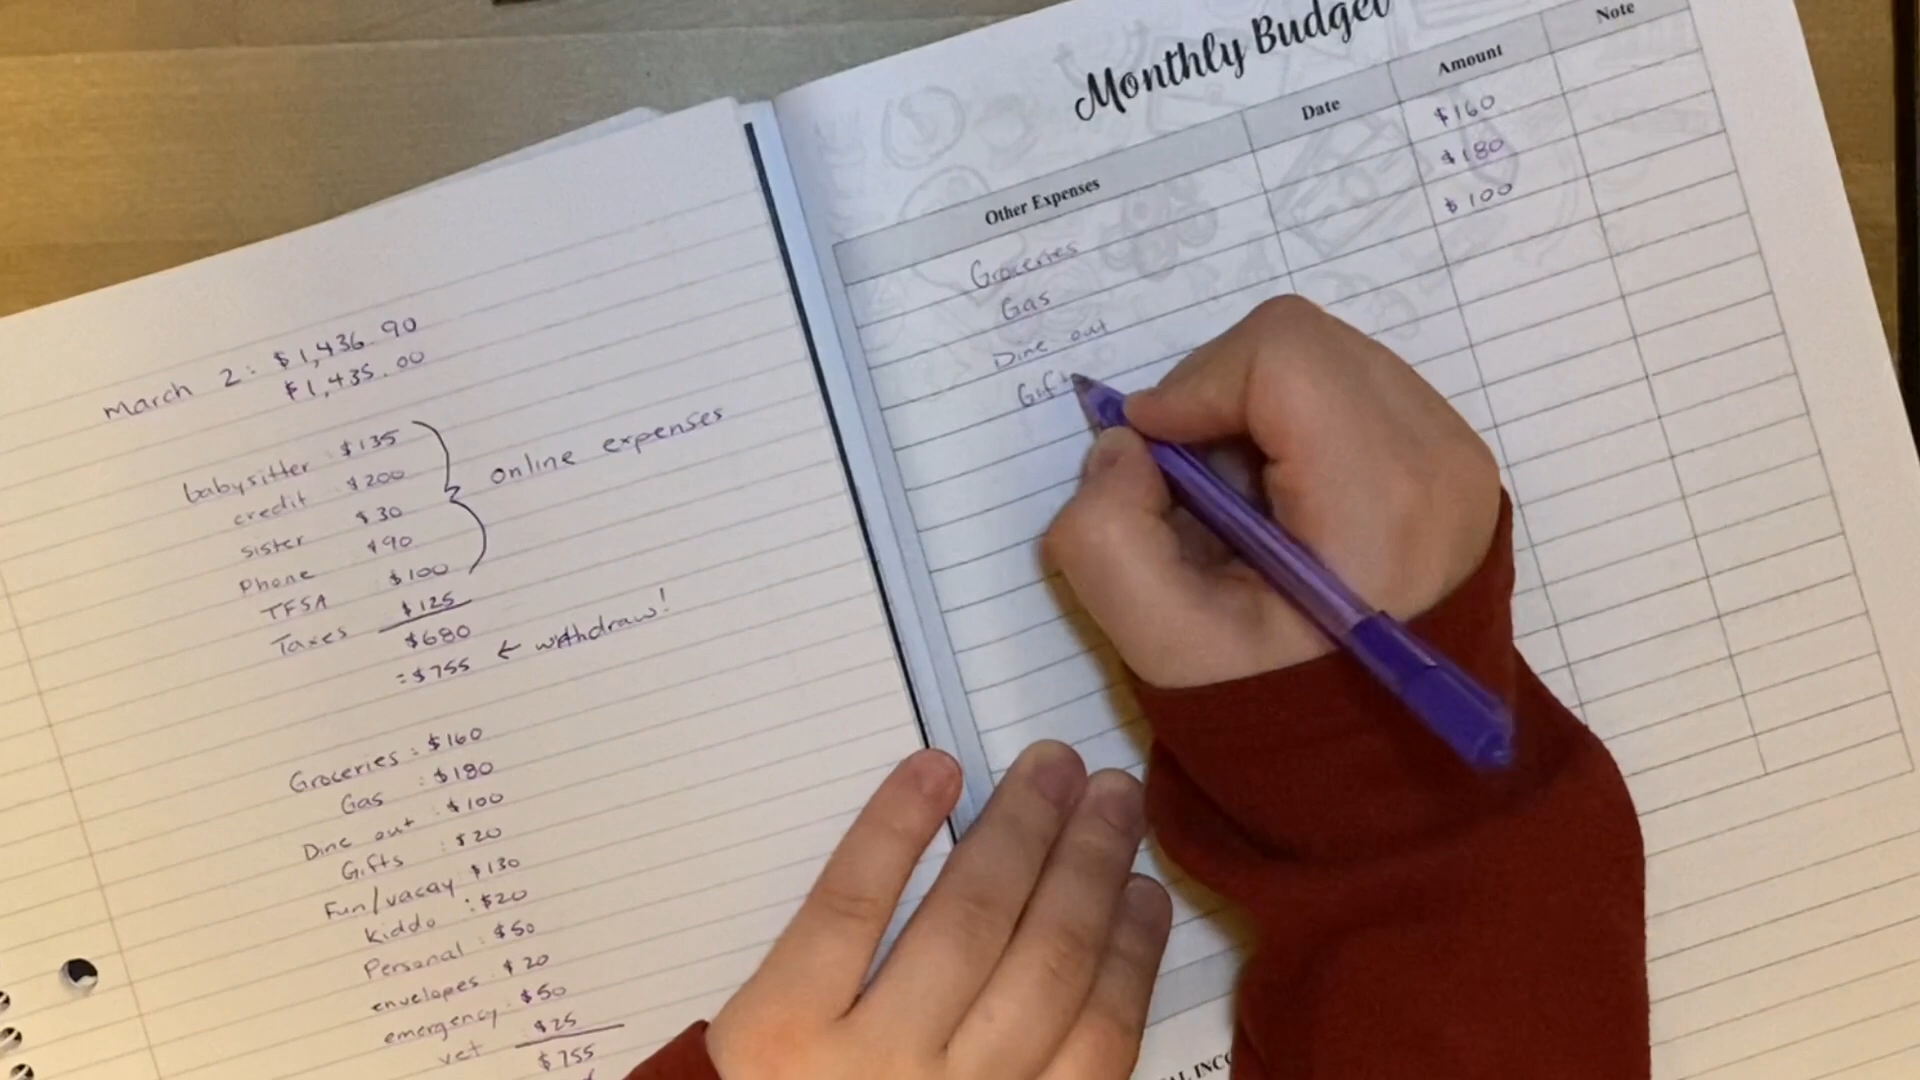 March 2: $1,436.90
$1,435.00
babysitter $135
credit $200
sister $30
Phone $90
TFSA $100
Taxes $125
online expenses
$680
= $755 ← withdraw!
Groceries : $160
Gas : $180
Dine out : $100
Gifts : $20
Fun/vacay $130
Kiddo : $20
Personal : $50
envelopes : $20
emergency : $50
vet $25
$755
Monthly Budget
Other Expenses Date Amount Note
Groceries $160
Gas $180
Dine out $100
Gift